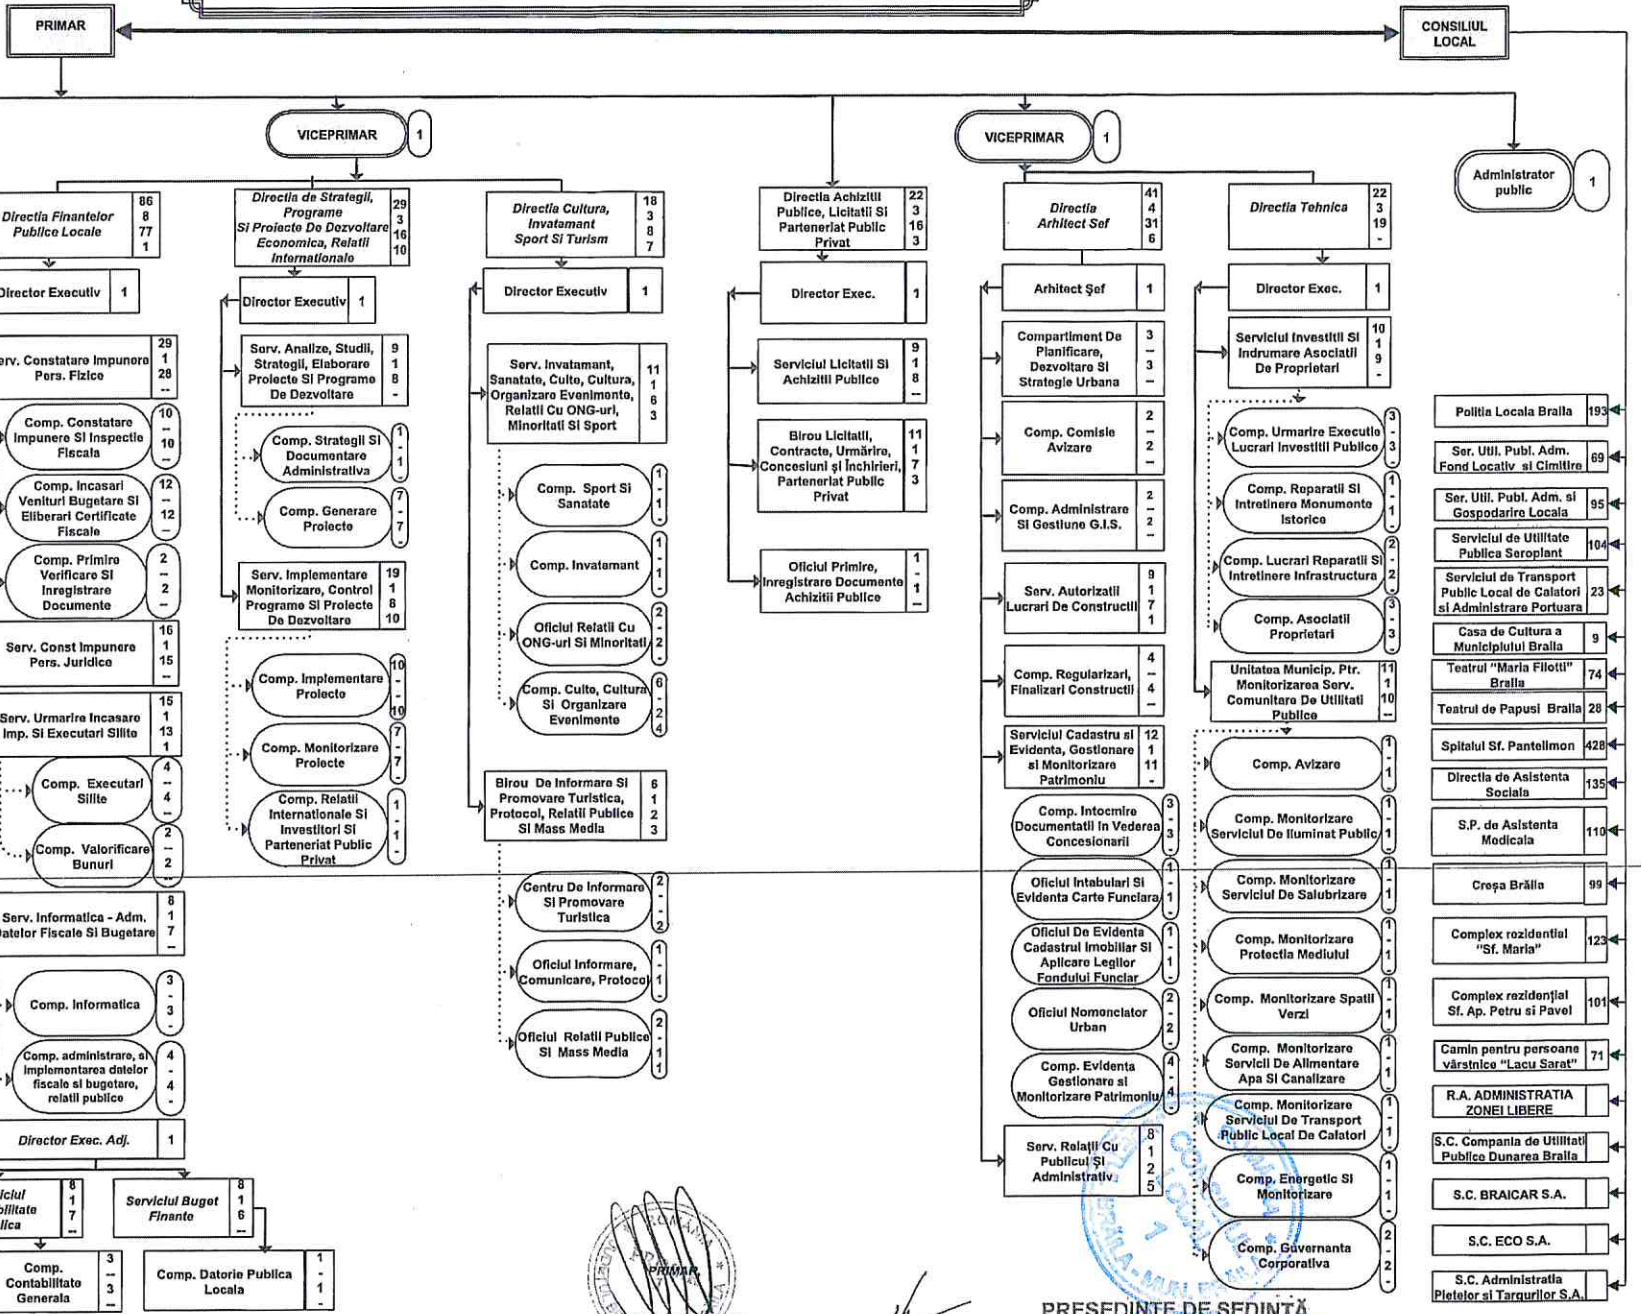 PRIMAR
CONSILIUL
LOCAL
VICEPRIMAR
1
VICEPRIMAR
1
Administrator
public
1
Directia Finantelor
Publice Locale
86
8
77
1
Director Executiv
1
Serv. Constatare Impunere
Pers. Fizice
29
1
28
--
Comp. Constatare
Impunere Si Inspectie
Fiscala
10
--
10
--
Comp. Incasari
Venituri Bugetare Si
Eliberari Certificate
Fiscale
12
--
12
--
Comp. Primire
Verificare Si
Inregistrare
Documente
2
--
2
--
Serv. Const Impunere
Pers. Juridice
16
1
15
--
Serv. Urmarire Incasare
Imp. Si Executari Silite
15
1
13
1
Comp. Executari
Silite
4
--
4
--
Comp. Valorificare
Bunuri
2
--
2
--
Serv. Informatica - Adm.
Datelor Fiscale Si Bugetare
8
1
7
--
Comp. Informatica
3
-
3
-
Comp. administrare, si
implementarea datelor
fiscale si bugetare,
relatii publice
4
-
4
-
Director Exec. Adj.
1
8
1
7
--
Serviciul Buget
Finante
8
1
6
--
Comp.
Contabilitate
Generala
3
--
3
--
Comp. Datorie Publica
Locala
1
-
1
-
Directia de Strategii,
Programe
Si Proiecte De Dezvoltare
Economica, Relatii
Internationale
29
3
16
10
Director Executiv
1
Serv. Analize, Studii,
Strategii, Elaborare
Proiecte Si Programe
De Dezvoltare
9
1
8
-
Comp. Strategii Si
Documentare
Administrativa
1
-
1
-
Comp. Generare
Proiecte
7
-
7
-
Serv. Implementare
Monitorizare, Control
Programe Si Proiecte
De Dezvoltare
19
1
8
10
Comp. Implementare
Proiecte
10
-
-
10
Comp. Monitorizare
Proiecte
7
-
7
-
Comp. Relatii
Internationale Si
Investitori Si
Parteneriat Public
Privat
1
-
1
-
Directia Cultura,
Invatamant
Sport Si Turism
18
3
8
7
Director Executiv
1
Serv. Invatamant,
Sanatate, Culte, Cultura,
Organizare Evenimente,
Relatii Cu ONG-uri,
Minoritati Si Sport
11
1
6
3
Comp. Sport Si
Sanatate
1
-
1
-
Comp. Invatamant
1
-
1
-
Oficiul Relatii Cu
ONG-uri Si Minoritati
2
-
2
-
Comp. Culte, Cultura
Si Organizare
Evenimente
6
-
2
4
Birou De Informare Si
Promovare Turistica,
Protocol, Relatii Publice
Si Mass Media
6
1
2
3
Centru De Informare
Si Promovare
Turistica
2
-
-
2
Oficiul Informare,
Comunicare, Protocol
1
-
1
-
Oficiul Relatii Publice
Si Mass Media
2
-
1
1
Directia Achizitii
Publice, Licitatii Si
Parteneriat Public
Privat
22
3
16
3
Director Exec.
1
Serviciul Licitatii Si
Achizitii Publice
9
1
8
--
Birou Licitatii,
Contracte, Urmărire,
Concesiuni și Închirieri,
Parteneriat Public
Privat
11
1
7
3
Oficiul Primire,
Inregistrare Documente
Achizitii Publice
1
-
1
--
Directia
Arhitect Sef
41
4
31
6
Arhitect Șef
1
Compartiment De
Planificare,
Dezvoltare Si
Strategie Urbana
3
--
3
--
Comp. Comisie
Avizare
2
--
2
--
Comp. Administrare
Si Gestiune G.I.S.
2
--
2
--
Serv. Autorizatii
Lucrari De Constructii
9
1
7
1
Comp. Regularizari,
Finalizari Constructii
4
--
4
--
Serviciul Cadastru si
Evidenta, Gestionare
si Monitorizare
Patrimoniu
12
1
11
-
Comp. Intocmire
Documentatii In Vederea
Concesionarii
3
-
3
-
Oficiul Intabulari Si
Evidenta Carte Funciara
1
-
1
-
Oficiul De Evidenta
Cadastrul Imobiliar Si
Aplicare Legilor
Fondului Funciar
1
-
1
-
Oficiul Nomenclator
Urban
2
-
2
-
Comp. Evidenta
Gestionare si
Monitorizare Patrimoniu
4
-
4
-
Serv. Relații Cu
Publicul Și
Administrativ
8
1
2
5
Directia Tehnica
22
3
19
-
Director Exec.
1
Serviciul Investitii Si
Indrumare Asociatii
De Proprietari
10
1
9
-
Comp. Urmarire Executie
Lucrari Investitii Publice
3
-
3
-
Comp. Reparatii Si
Intretinere Monumente
Istorice
1
-
1
-
Comp. Lucrari Reparatii Si
Intretinere Infrastructura
2
-
2
-
Comp. Asociatii
Proprietari
3
-
3
-
Unitatea Municip. Ptr.
Monitorizarea Serv.
Comunitare De Utilitati
Publice
11
1
10
--
Comp. Avizare
1
-
1
-
Comp. Monitorizare
Serviciul De Iluminat Public
1
-
1
-
Comp. Monitorizare
Serviciul De Salubrizare
1
-
1
-
Comp. Monitorizare
Protectia Mediului
1
-
1
-
Comp. Monitorizare Spatii
Verzi
1
-
1
-
Comp. Monitorizare
Servicii De Alimentare
Apa Si Canalizare
1
-
1
-
Comp. Monitorizare
Serviciul De Transport
Public Local De Calatori
1
-
1
-
Comp. Energetic Si
Monitorizare
1
-
1
-
Comp. Guvernanta
Corporativa
2
-
2
-
Politia Locala Braila
193
Ser. Util. Publ. Adm.
Fond Locativ si Cimitire
69
Ser. Util. Publ. Adm. si
Gospodarire Locala
95
Serviciul de Utilitate
Publica Seroplant
104
Serviciul de Transport
Public Local de Calatori
si Administrare Portuara
23
Casa de Cultura a
Municipiului Braila
9
Teatrul "Maria Filotti"
Braila
74
Teatrul de Papusi Braila
28
Spitalul Sf. Pantelimon
428
Directia de Asistenta
Sociala
135
S.P. de Asistenta
Medicala
110
Creșa Brăila
99
Complex rezidential
"Sf. Maria"
123
Complex rezidențial
Sf. Ap. Petru si Pavel
101
Camin pentru persoane
vârstnice "Lacu Sarat"
71
R.A. ADMINISTRATIA
ZONEI LIBERE
S.C. Compania de Utilitati
Publice Dunarea Braila
S.C. BRAICAR S.A.
S.C. ECO S.A.
S.C. Administratia
Pietelor si Targurilor S.A.
PRIMAR,
PREȘEDINTE DE ȘEDINȚĂ